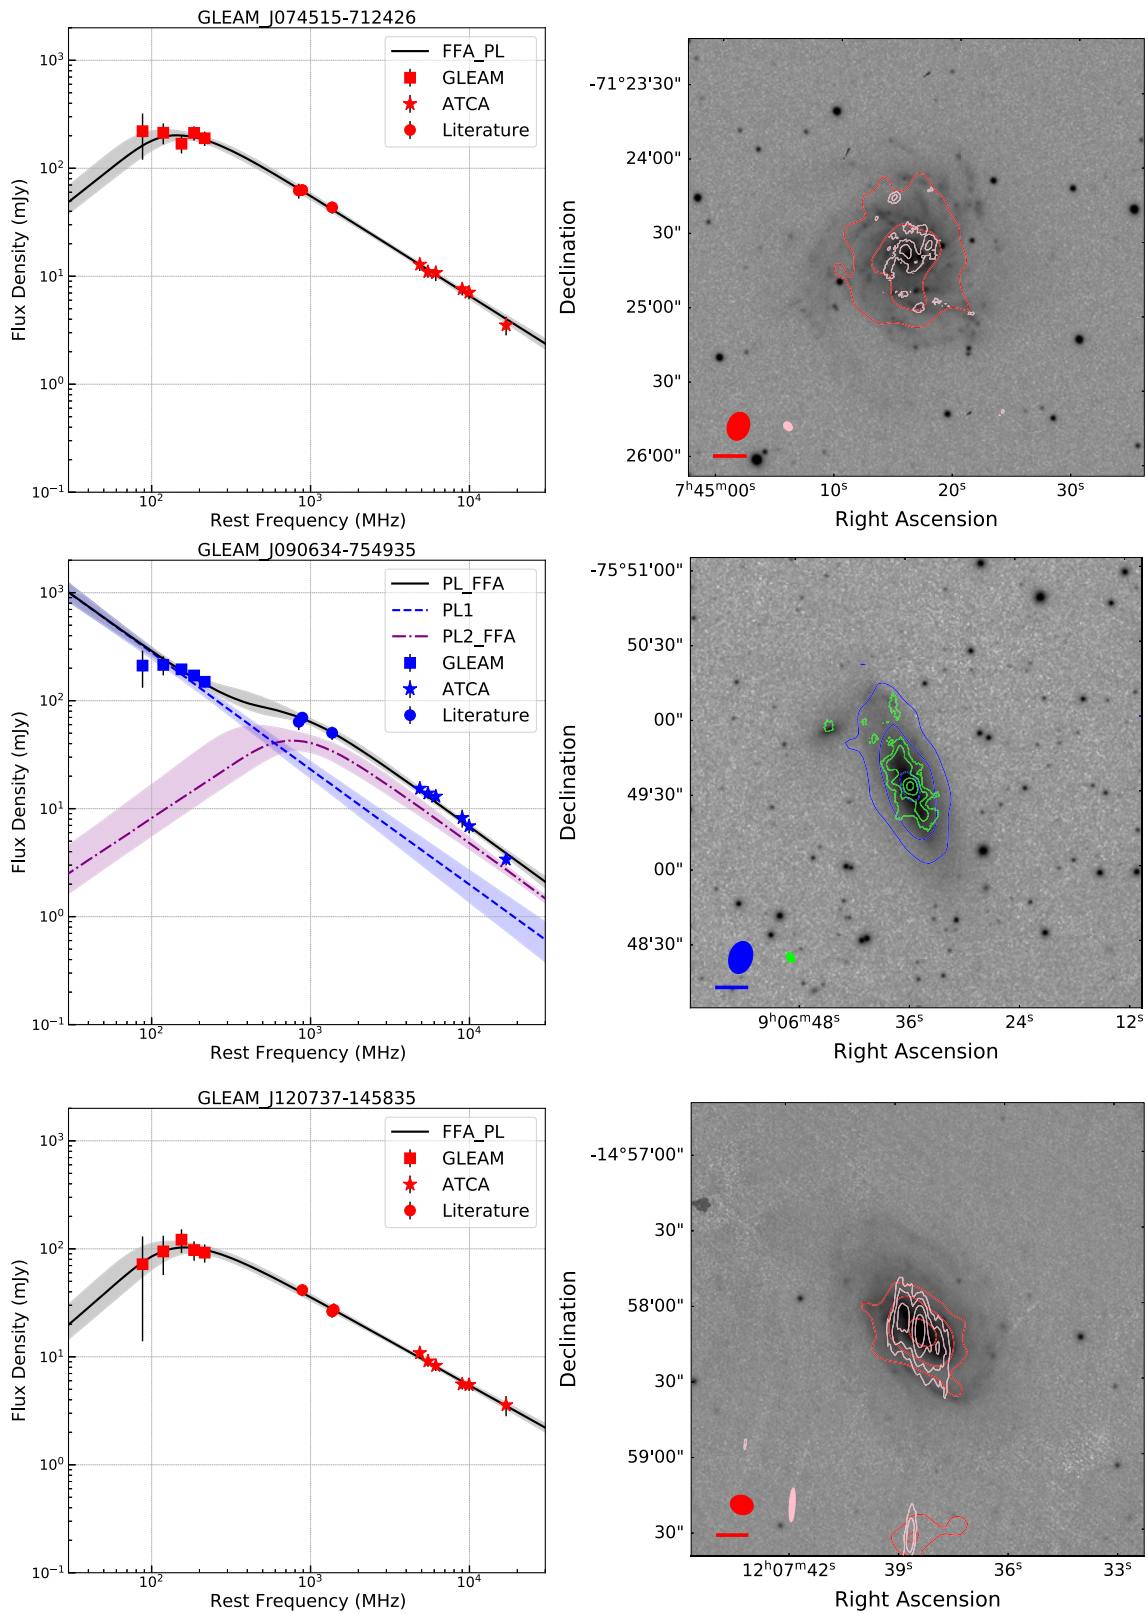 GLEAM_J074515-712426
FFA_PL
GLEAM
ATCA
Literature
10³
10²
10¹
10⁰
10⁻¹
Flux Density (mJy)
10² 10³ 10⁴
Rest Frequency (MHz)
-71°23'30"
24'00"
30"
25'00"
30"
26'00"
Declination
7ʰ45ᵐ00ˢ 10ˢ 20ˢ 30ˢ
Right Ascension
GLEAM_J090634-754935
PL_FFA
PL1
PL2_FFA
GLEAM
ATCA
Literature
10³
10²
10¹
10⁰
10⁻¹
Flux Density (mJy)
10² 10³ 10⁴
Rest Frequency (MHz)
-75°51'00"
50'30"
00"
49'30"
00"
48'30"
Declination
9ʰ06ᵐ48ˢ 36ˢ 24ˢ 12ˢ
Right Ascension
GLEAM_J120737-145835
FFA_PL
GLEAM
ATCA
Literature
10³
10²
10¹
10⁰
10⁻¹
Flux Density (mJy)
10² 10³ 10⁴
Rest Frequency (MHz)
-14°57'00"
30"
58'00"
30"
59'00"
30"
Declination
12ʰ07ᵐ42ˢ 39ˢ 36ˢ 33ˢ
Right Ascension